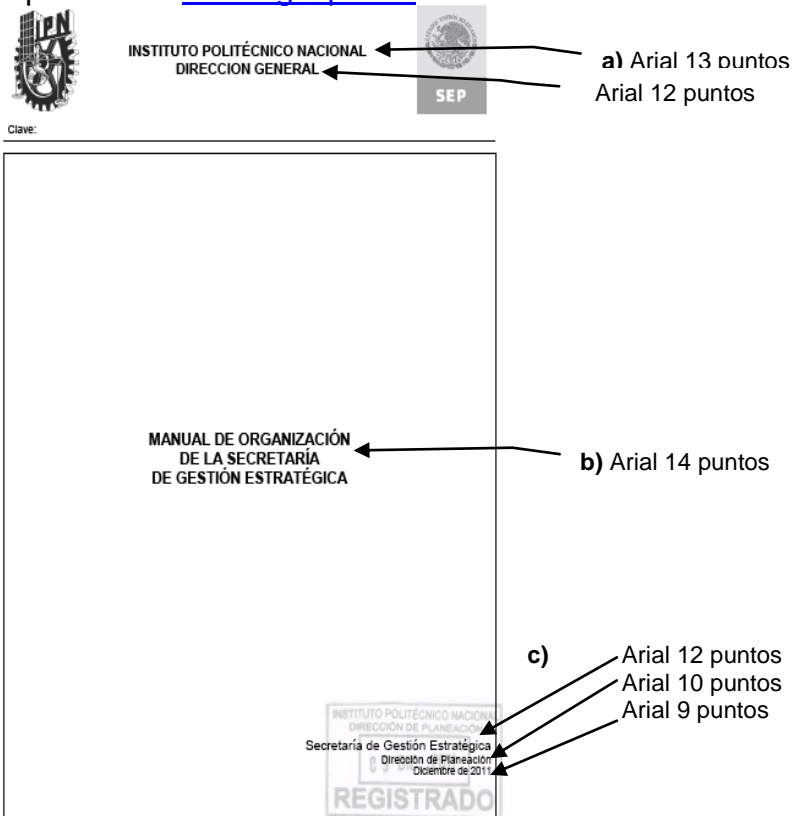 IPN
INSTITUTO POLITÉCNICO NACIONAL
DIRECCION GENERAL
SEP
a) Arial 13 puntos
Arial 12 puntos
Clave:
MANUAL DE ORGANIZACIÓN
DE LA SECRETARÍA
DE GESTIÓN ESTRATÉGICA
b) Arial 14 puntos
c) Arial 12 puntos
Arial 10 puntos
Arial 9 puntos
INSTITUTO POLITÉCNICO NACIONAL
DIRECCIÓN DE PLANEACIÓN
Secretaría de Gestión Estratégica
Dirección de Planeación
Diciembre de 2011
REGISTRADO